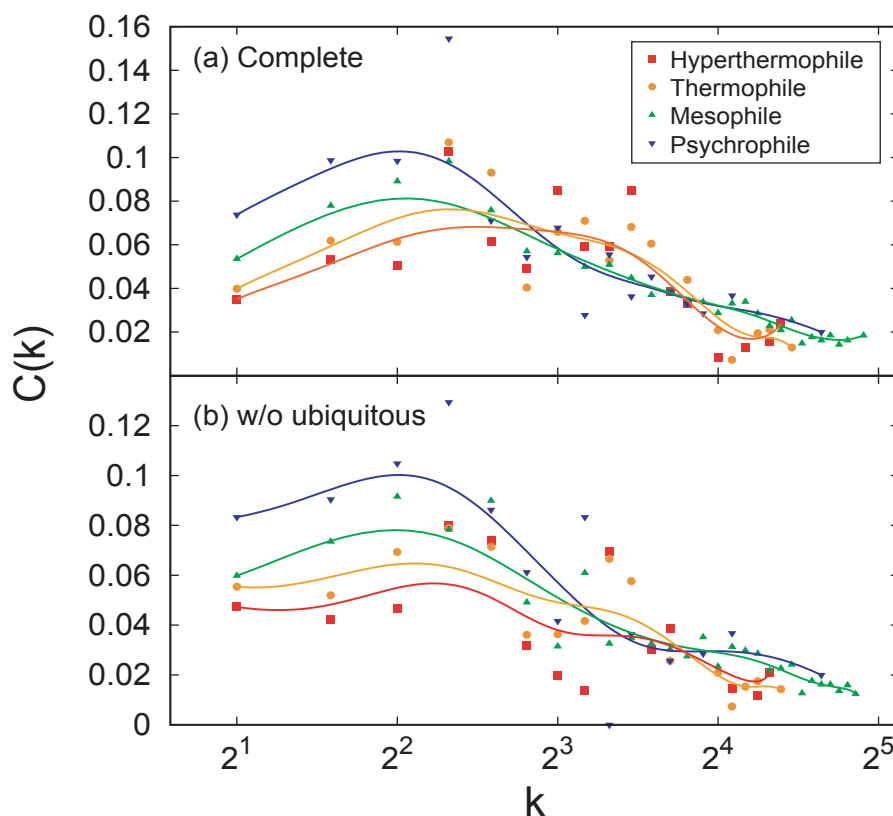 0.16
(a) Complete
Hyperthermophile
Thermophile
Mesophile
Psychrophile
0.14
0.12
0.1
0.08
0.06
0.04
0.02
C(k)
(b) w/o ubiquitous
0.12
0.1
0.08
0.06
0.04
0.02
0
2^1 2^2 2^3 2^4 2^5
k